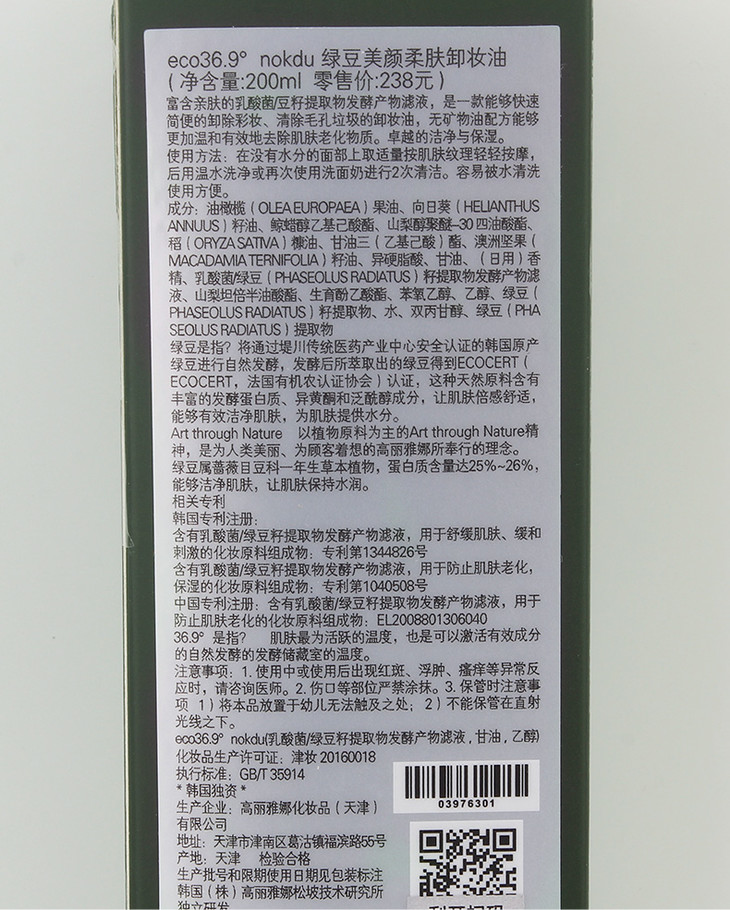 eco36.9° nokdu 绿豆美颜柔肤卸妆油
(净含量:200ml 零售价:238元)
富含亲肤的乳酸菌/豆籽提取物发酵产物滤液，是一款能够快速
简便的卸除彩妆、清除毛孔垃圾的卸妆油，无矿物油配方能够
更加温和有效地去除肌肤老化物质。卓越的洁净与保湿。
使用方法：在没有水分的面部上取适量按肌肤纹理轻轻按摩，
后用温水洗净或再次使用洗面奶进行2次清洁。容易被水清洗
使用方便。
成分：油橄榄（OLEA EUROPAEA）果油、向日葵（HELIANTHUS
ANNUUS）籽油、鲸蜡醇乙基己酸酯、山梨醇聚醚-30 四油酸酯、
稻（ORYZA SATIVA）糠油、甘油三（乙基己酸）酯、澳洲坚果（
MACADAMIA TERNIFOLIA）籽油、异硬脂酸、甘油、（日用）香
精、乳酸菌/绿豆（PHASEOLUS RADIATUS）籽提取物发酵产物滤
液、山梨坦倍半油酸酯、生育酚乙酸酯、苯氧乙醇、乙醇、绿豆（
PHASEOLUS RADIATUS）籽提取物、水、双丙甘醇、绿豆（PHA
SEOLUS RADIATUS）提取物
绿豆是指？将通过堤川传统医药产业中心安全认证的韩国原产
绿豆进行自然发酵，发酵后所萃取出的绿豆得到ECOCERT（
ECOCERT，法国有机农认证协会）认证，这种天然原料含有
丰富的发酵蛋白质、异黄酮和泛酰醇成分，让肌肤倍感舒适，
能够有效洁净肌肤，为肌肤提供水分。
Art through Nature 以植物原料为主的Art through Nature精
神，是为人类美丽、为顾客着想的高丽雅娜所奉行的理念。
绿豆属蔷薇目豆科一年生草本植物，蛋白质含量达25%~26%，
能够洁净肌肤，让肌肤保持水润。
相关专利
韩国专利注册：
含有乳酸菌/绿豆籽提取物发酵产物滤液，用于舒缓肌肤、缓和
刺激的化妆原料组成物：专利第1344826号
含有乳酸菌/绿豆籽提取物发酵产物滤液，用于防止肌肤老化，
保湿的化妆原料组成物：专利第1040508号
中国专利注册：含有乳酸菌/绿豆籽提取物发酵产物滤液，用于
防止肌肤老化的化妆原料组成物：EL2008801306040
36.9° 是指？ 肌肤最为活跃的温度，也是可以激活有效成分
的自然发酵的发酵储藏室的温度。
注意事项：1. 使用中或使用后出现红斑、浮肿、瘙痒等异常反
应时，请咨询医师。2. 伤口等部位严禁涂抹。3. 保管时注意事
项 1）将本品放置于幼儿无法触及之处；2）不能保管在直射
光线之下。
eco36.9° nokdu(乳酸菌/绿豆籽提取物发酵产物滤液,甘油,乙醇)
化妆品生产许可证：津妆 20160018
执行标准：GB/T 35914
*韩国独资*
03976301
生产企业：高丽雅娜化妆品（天津）
有限公司
地址：天津市津南区葛沽镇福滨路55号
产地：天津 检验合格
生产批号和限期使用日期见包装标注
韩国（株）高丽雅娜松坡技术研究所
独立研发